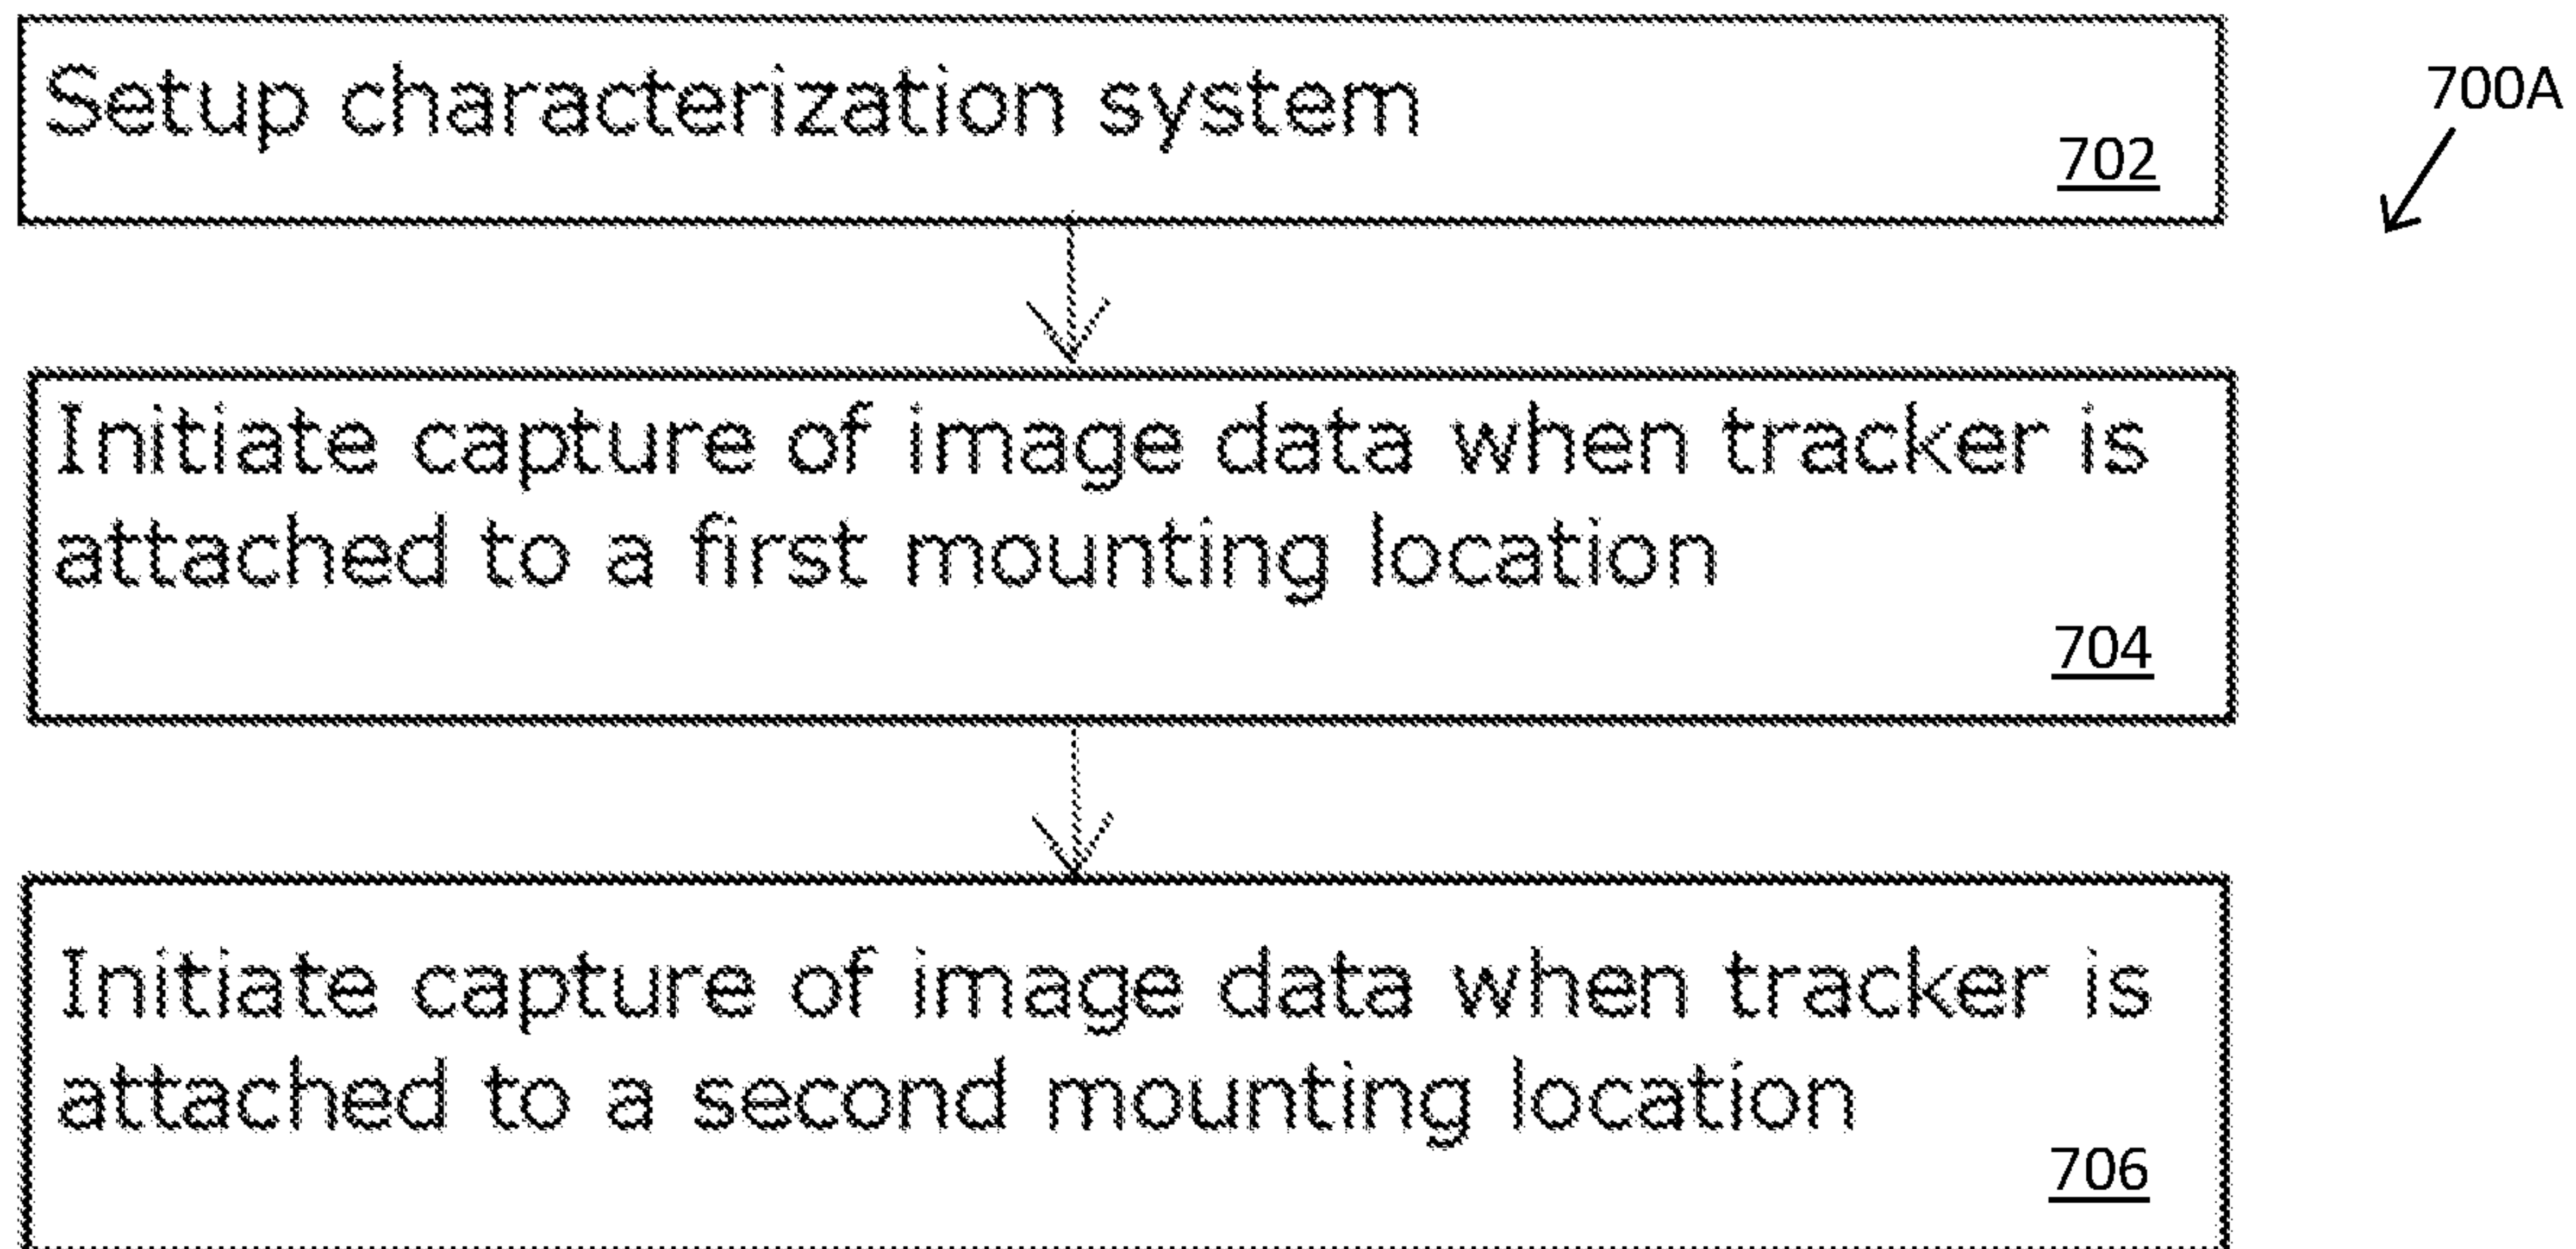 Setup characterization system
702
700A
Initiate capture of image data when tracker is
attached to a first mounting location
704
Initiate capture of image data when tracker is
attached to a second mounting location
706